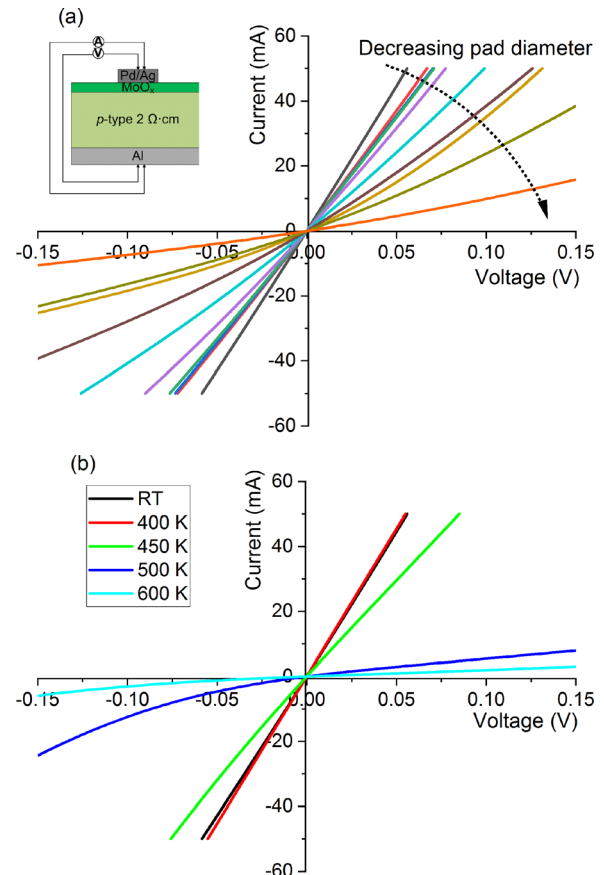 (a)
A
V
Pd/Ag
MoOₓ
p-type 2 Ω·cm
Al
Decreasing pad diameter
Current (mA)
60
40
20
0
-20
-40
-60
-0.15 -0.10 -0.05 0.00 0.05 0.10 0.15
Voltage (V)
(b)
RT
400 K
450 K
500 K
600 K
Current (mA)
60
40
20
0
-20
-40
-60
-0.15 -0.10 -0.05 0.00 0.05 0.10 0.15
Voltage (V)